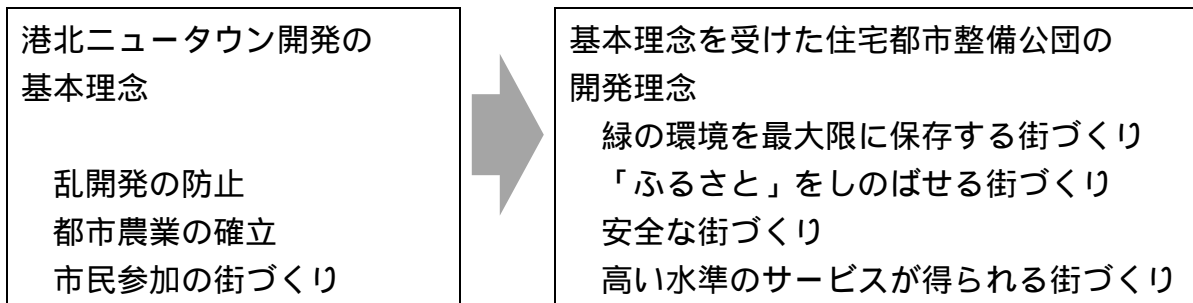 港北ニュータウン開発の
基本理念
乱開発の防止
都市農業の確立
市民参加の街づくり
基本理念を受けた住宅都市整備公団の
開発理念
緑の環境を最大限に保存する街づくり
「ふるさと」をしのばせる街づくり
安全な街づくり
高い水準のサービスが得られる街づくり